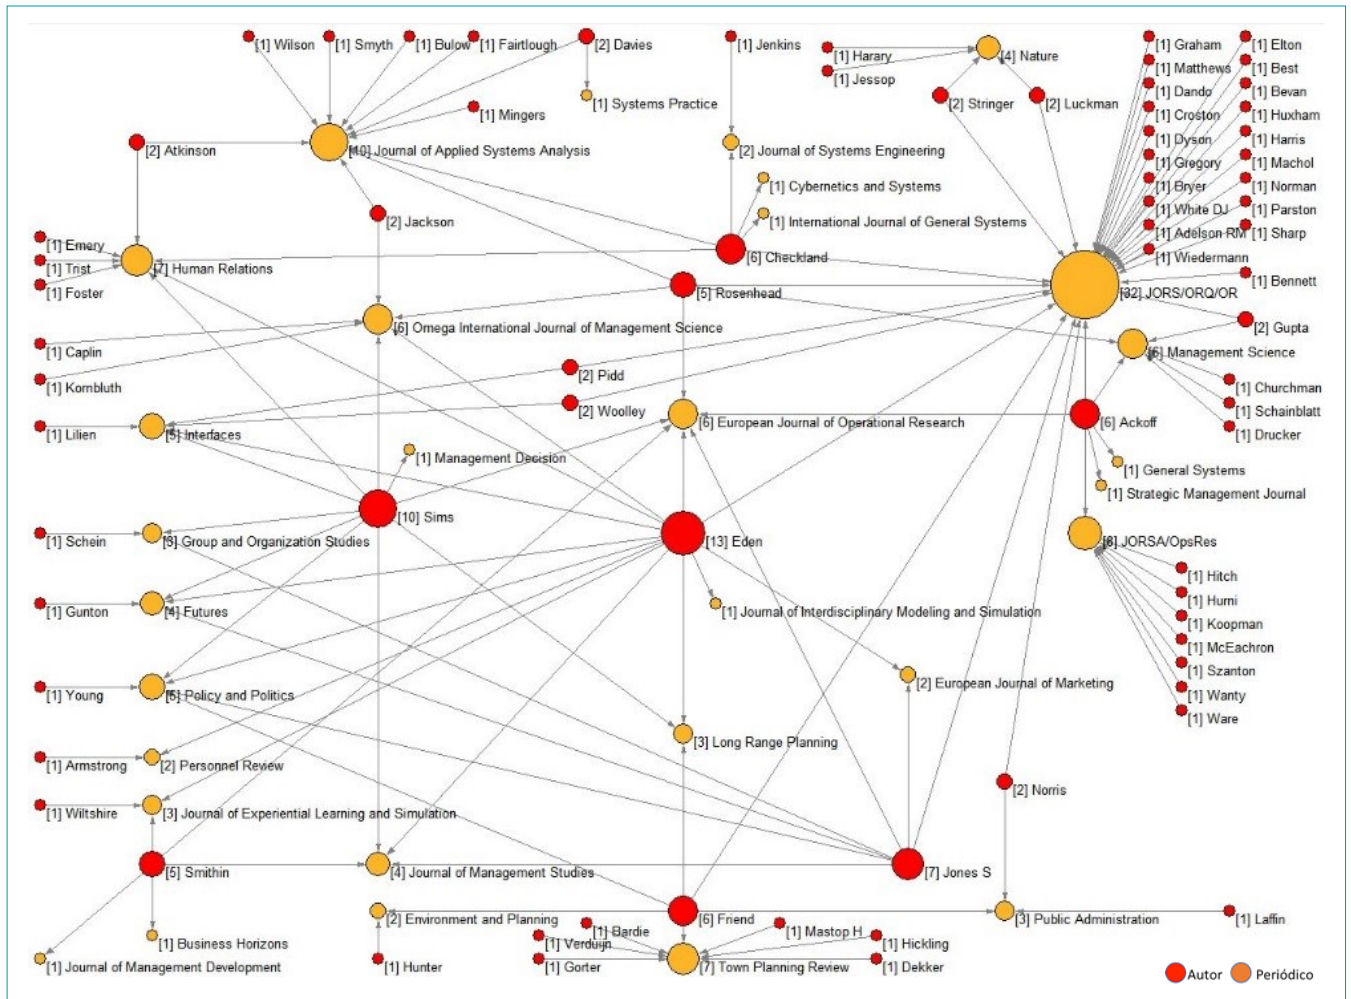 [1] Wilson
[1] Smyth
[1] Bulow
[1] Fairtlough
[2] Davies
[1] Jenkins
[1] Harary
[4] Nature
[1] Graham
[1] Elton
[1] Jessop
[1] Matthews
[1] Best
[1] Systems Practice
[2] Stringer
[2] Luckman
[1] Dando
[1] Bevan
[1] Mingers
[1] Croston
[1] Huxham
[2] Atkinson
[10] Journal of Applied Systems Analysis
[2] Journal of Systems Engineering
[1] Dyson
[1] Harris
[1] Gregory
[1] Machol
[1] Cybernetics and Systems
[1] Bryer
[1] Norman
[2] Jackson
[1] International Journal of General Systems
[1] White DJ
[1] Parston
[1] Adelson RM
[1] Sharp
[1] Emery
[6] Checkland
[1] Wiedermann
[1] Trist
[7] Human Relations
[1] Bennett
[1] Foster
[5] Rosenhead
[32] JORS/ORQ/OR
[6] Omega International Journal of Management Science
[2] Gupta
[1] Caplin
[6] Management Science
[1] Kornbluth
[2] Pidd
[1] Churchman
[2] Woolley
[1] Schainblatt
[1] Lilien
[5] Interfaces
[6] European Journal of Operational Research
[6] Ackoff
[1] Drucker
[1] Management Decision
[1] General Systems
[1] Strategic Management Journal
[10] Sims
[1] Schein
[3] Group and Organization Studies
[13] Eden
[8] JORSA/OpsRes
[1] Hitch
[1] Hurni
[1] Gunton
[4] Futures
[1] Journal of Interdisciplinary Modeling and Simulation
[1] Koopman
[1] McEachron
[1] Szanton
[2] European Journal of Marketing
[1] Wanty
[1] Young
[5] Policy and Politics
[1] Ware
[3] Long Range Planning
[1] Armstrong
[2] Personnel Review
[2] Norris
[1] Wiltshire
[3] Journal of Experiential Learning and Simulation
[5] Smithin
[4] Journal of Management Studies
[7] Jones S
[2] Environment and Planning
[6] Friend
[3] Public Administration
[1] Laffin
[1] Bardie
[1] Mastop H
[1] Business Horizons
[1] Verduijn
[1] Hickling
[1] Journal of Management Development
[1] Hunter
[1] Gorter
[7] Town Planning Review
[1] Dekker
Autor
Periódico